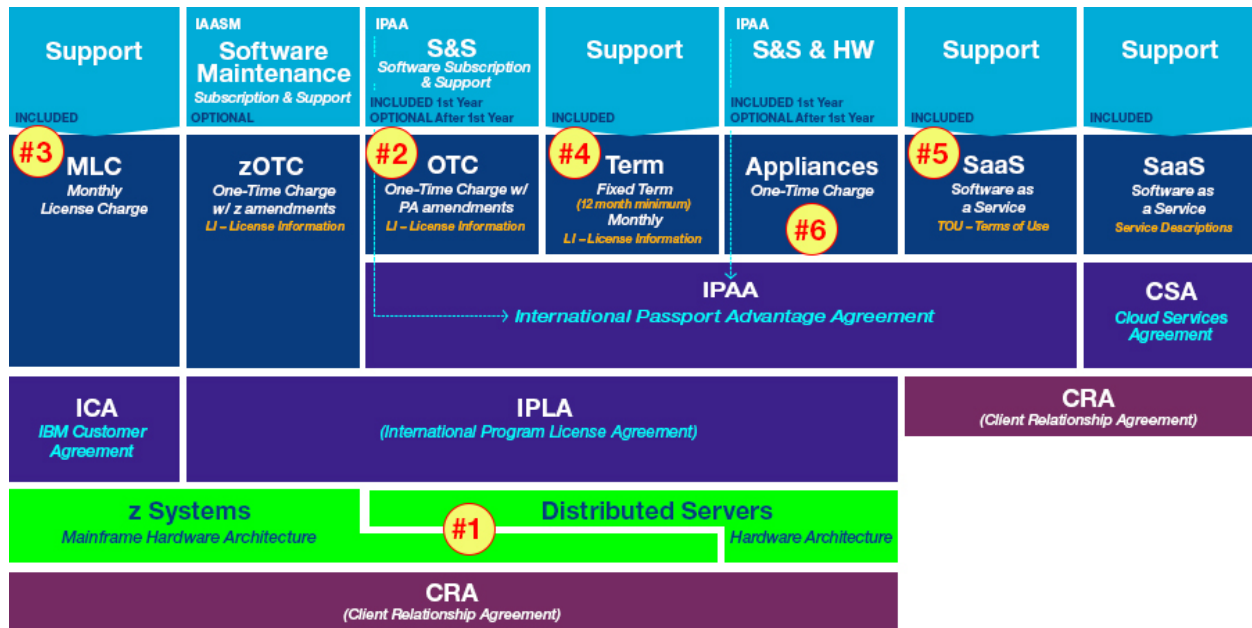 Support
INCLUDED
IAASM
Software
Maintenance
Subscription & Support
OPTIONAL
IPAA
S&S
Software Subscription
& Support
INCLUDED 1st Year
OPTIONAL After 1st Year
Support
INCLUDED
IPAA
S&S & HW
INCLUDED 1st Year
OPTIONAL After 1st Year
Support
INCLUDED
Support
INCLUDED
#3
MLC
Monthly
License Charge
zOTC
One-Time Charge
w/ z amendments
LI – License Information
#2
OTC
One-Time Charge w/
PA amendments
LI – License Information
#4
Term
Fixed Term
(12 month minimum)
Monthly
LI – License Information
Appliances
One-Time Charge
#6
#5
SaaS
Software as
a Service
TOU – Terms of Use
SaaS
Software as
a Service
Service Descriptions
IPAA
International Passport Advantage Agreement
CSA
Cloud Services
Agreement
ICA
IBM Customer
Agreement
IPLA
(International Program License Agreement)
CRA
(Client Relationship Agreement)
z Systems
Mainframe Hardware Architecture
#1
Distributed Servers
Hardware Architecture
CRA
(Client Relationship Agreement)